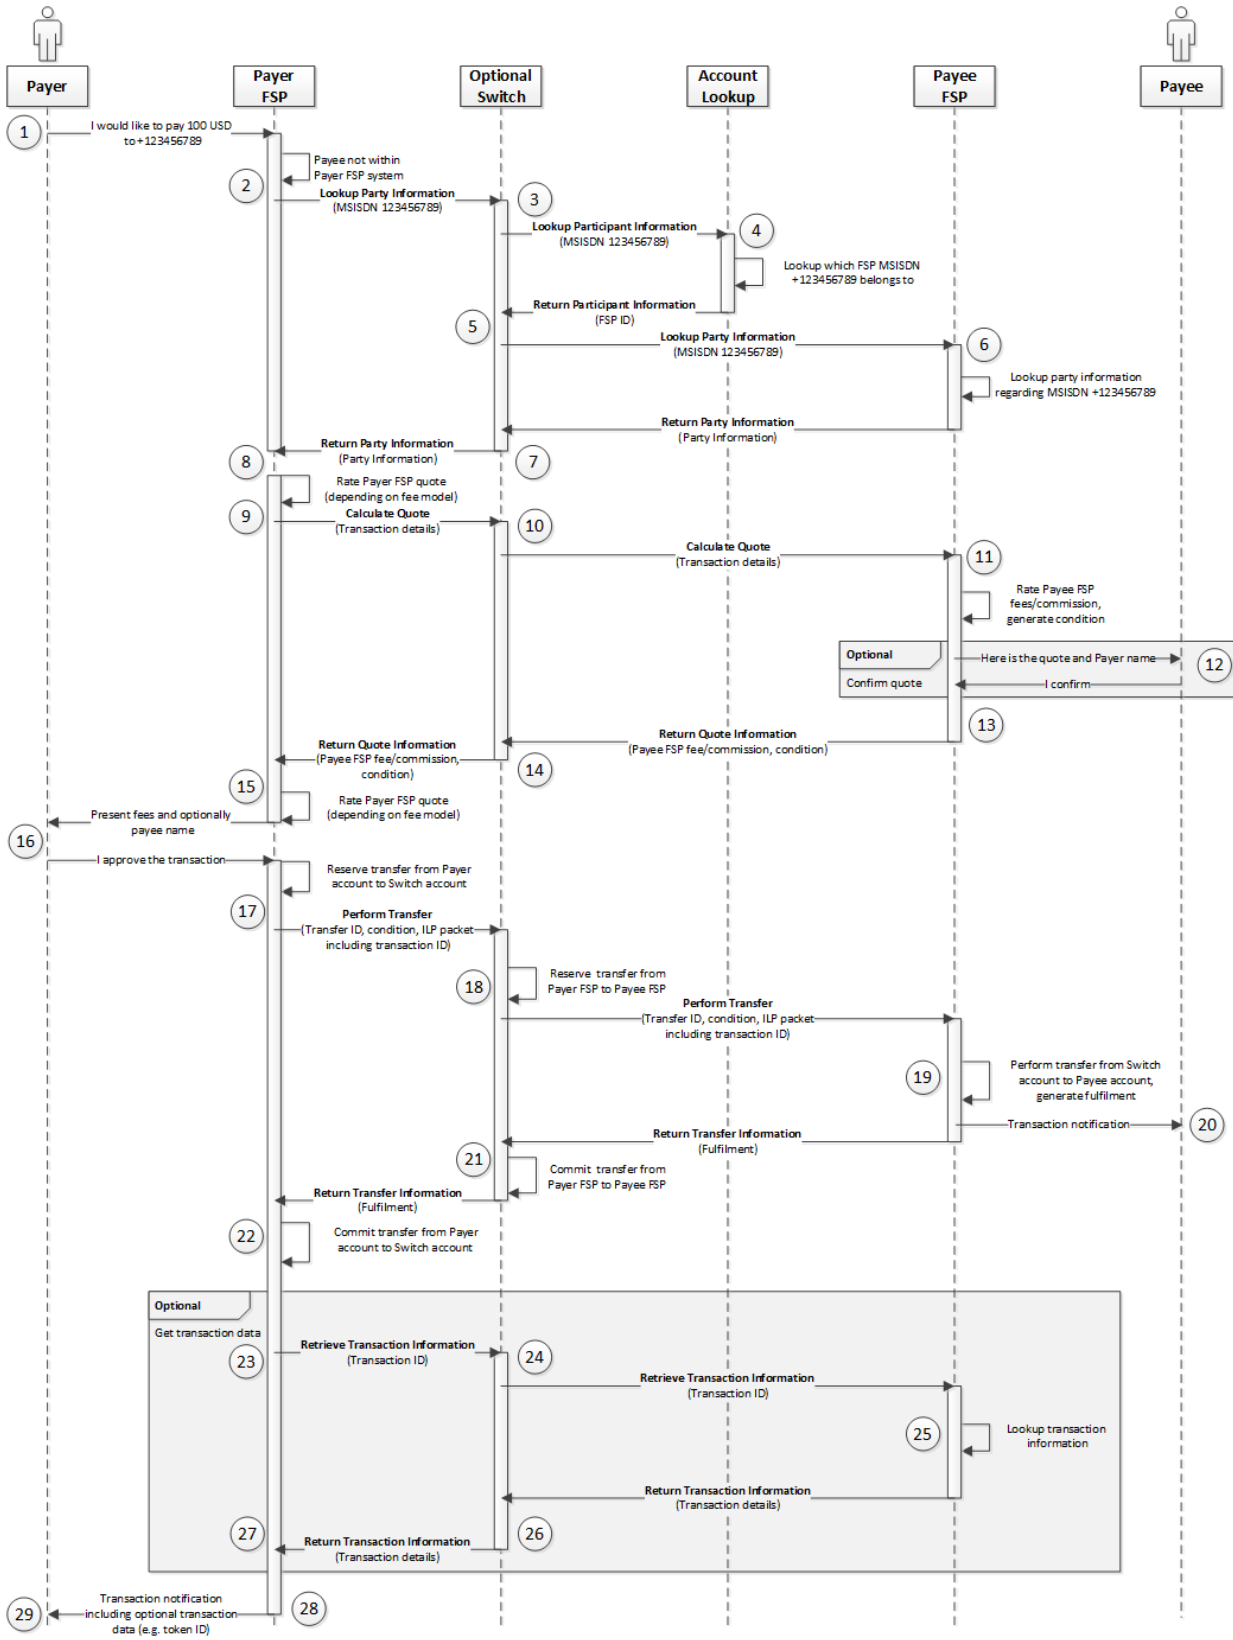 Payer
Payer
FSP
Optional
Switch
Account
Lookup
Payee
FSP
Payee
1
I would like to pay 100 USD
to +123456789
Payee not within
Payer FSP system
2
Lookup Party Information
(MSISDN 123456789)
3
Lookup Participant Information
(MSISDN 123456789)
4
Lookup which FSP MSISDN
+123456789 belongs to
Return Participant Information
(FSP ID)
5
Lookup Party Information
(MSISDN 123456789)
6
Lookup party information
regarding MSISDN +123456789
Return Party Information
(Party Information)
Return Party Information
(Party Information)
7
8
Rate Payer FSP quote
(depending on fee model)
9
Calculate Quote
(Transaction details)
10
Calculate Quote
(Transaction details)
11
Rate Payee FSP
fees/commission,
generate condition
Optional
Confirm quote
Here is the quote and Payer name
12
I confirm
13
Return Quote Information
(Payee FSP fee/commission, condition)
Return Quote Information
(Payee FSP fee/commission,
condition)
14
15
Rate Payer FSP quote
(depending on fee model)
Present fees and optionally
payee name
16
I approve the transaction
Reserve transfer from Payer
account to Switch account
17
Perform Transfer
(Transfer ID, condition, ILP packet
including transaction ID)
18
Reserve transfer from
Payer FSP to Payee FSP
Perform Transfer
(Transfer ID, condition, ILP packet
including transaction ID)
19
Perform transfer from Switch
account to Payee account,
generate fulfilment
Transaction notification
20
Return Transfer Information
(Fulfilment)
21
Commit transfer from
Payer FSP to Payee FSP
Return Transfer Information
(Fulfilment)
22
Commit transfer from Payer
account to Switch account
Optional
Get transaction data
23
Retrieve Transaction Information
(Transaction ID)
24
Retrieve Transaction Information
(Transaction ID)
25
Lookup transaction
information
Return Transaction Information
(Transaction details)
26
27
Return Transaction Information
(Transaction details)
28
29
Transaction notification
including optional transaction
data (e.g. token ID)